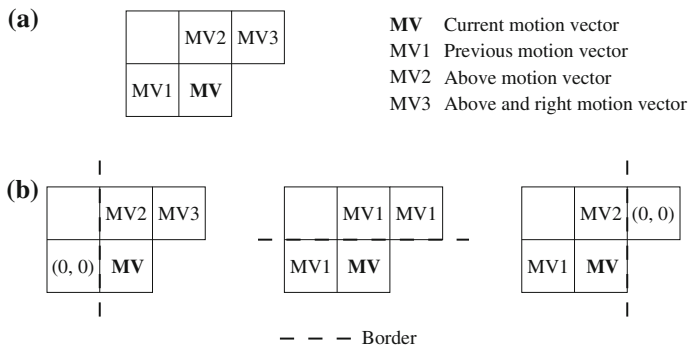 (a)
MV2 MV3
MV1 MV
MV Current motion vector
MV1 Previous motion vector
MV2 Above motion vector
MV3 Above and right motion vector
(b)
MV2 MV3
(0, 0) MV
MV1 MV1
MV1 MV
MV2 (0, 0)
MV1 MV
Border